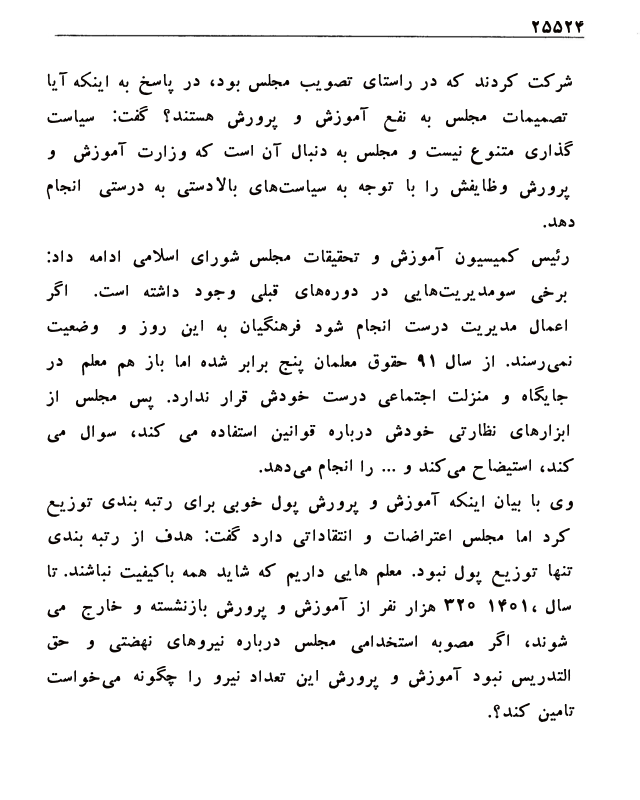 ۲۵۵۲۴
شرکت کردند که در راستای تصویب مجلس بود، در پاسخ به اینکه آیا
تصمیمات مجلس به نفع آموزش و پرورش هستند؟ گفت: سیاست
گذاری متنوع نیست و مجلس به دنبال آن است که وزارت آموزش و
پرورش وظایفش را با توجه به سیاست‌های بالادستی به درستی انجام
دهد.
رئیس کمیسیون آموزش و تحقیقات مجلس شورای اسلامی ادامه داد:
برخی سومدیریت‌هایی در دوره‌های قبلی وجود داشته است. اگر
اعمال مدیریت درست انجام شود فرهنگیان به این روز و وضعیت
نمی‌رسند. از سال ۹۱ حقوق معلمان پنج برابر شده اما باز هم معلم در
جایگاه و منزلت اجتماعی درست خودش قرار ندارد. پس مجلس از
ابزارهای نظارتی خودش درباره قوانین استفاده می کند، سوال می
کند، استیضاح می‌کند و ... را انجام می‌دهد.
وی با بیان اینکه آموزش و پرورش پول خوبی برای رتبه بندی توزیع
کرد اما مجلس اعتراضات و انتقاداتی دارد گفت: هدف از رتبه بندی
تنها توزیع پول نبود. معلم هایی داریم که شاید همه باکیفیت نباشند. تا
سال ،۱۴۰۱ ۳۲۰ هزار نفر از آموزش و پرورش بازنشسته و خارج می
شوند، اگر مصوبه استخدامی مجلس درباره نیروهای نهضتی و حق
التدریس نبود آموزش و پرورش این تعداد نیرو را چگونه می‌خواست
تامین کند؟.